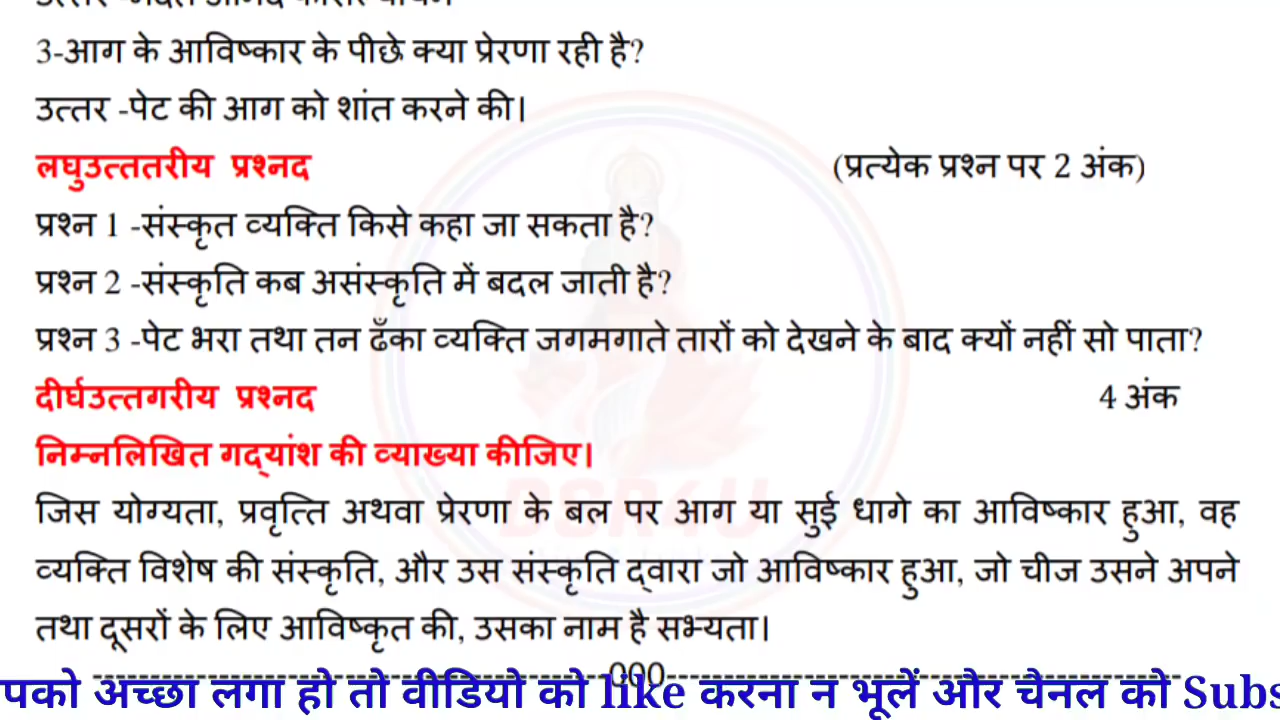 3-आग के आविष्कार के पीछे क्या प्रेरणा रही है?
उत्तर -पेट की आग को शांत करने की।
लघुउत्ततरीय प्रश्नद (प्रत्येक प्रश्न पर 2 अंक)
प्रश्न 1 -संस्कृत व्यक्ति किसे कहा जा सकता है?
प्रश्न 2 -संस्कृति कब असंस्कृति में बदल जाती है?
प्रश्न 3 -पेट भरा तथा तन ढँका व्यक्ति जगमगाते तारों को देखने के बाद क्यों नहीं सो पाता?
दीर्घउत्तगरीय प्रश्नद 4 अंक
निम्नलिखित गद्यांश की व्याख्या कीजिए।
जिस योग्यता, प्रवृत्ति अथवा प्रेरणा के बल पर आग या सुई धागे का आविष्कार हुआ, वह
व्यक्ति विशेष की संस्कृति, और उस संस्कृति द्वारा जो आविष्कार हुआ, जो चीज उसने अपने
तथा दूसरों के लिए आविष्कृत की, उसका नाम है सभ्यता।
DSR4U
000
पको अच्छा लगा हो तो वीडियो को like करना न भूलें और चैनल को Subs